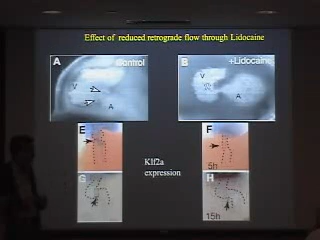 Effect of reduced retrograde flow through Lidocaine
A Control
B +Lidocaine
V
A
V
A
E
F
5h
Klf2a
expression
G
H
15h